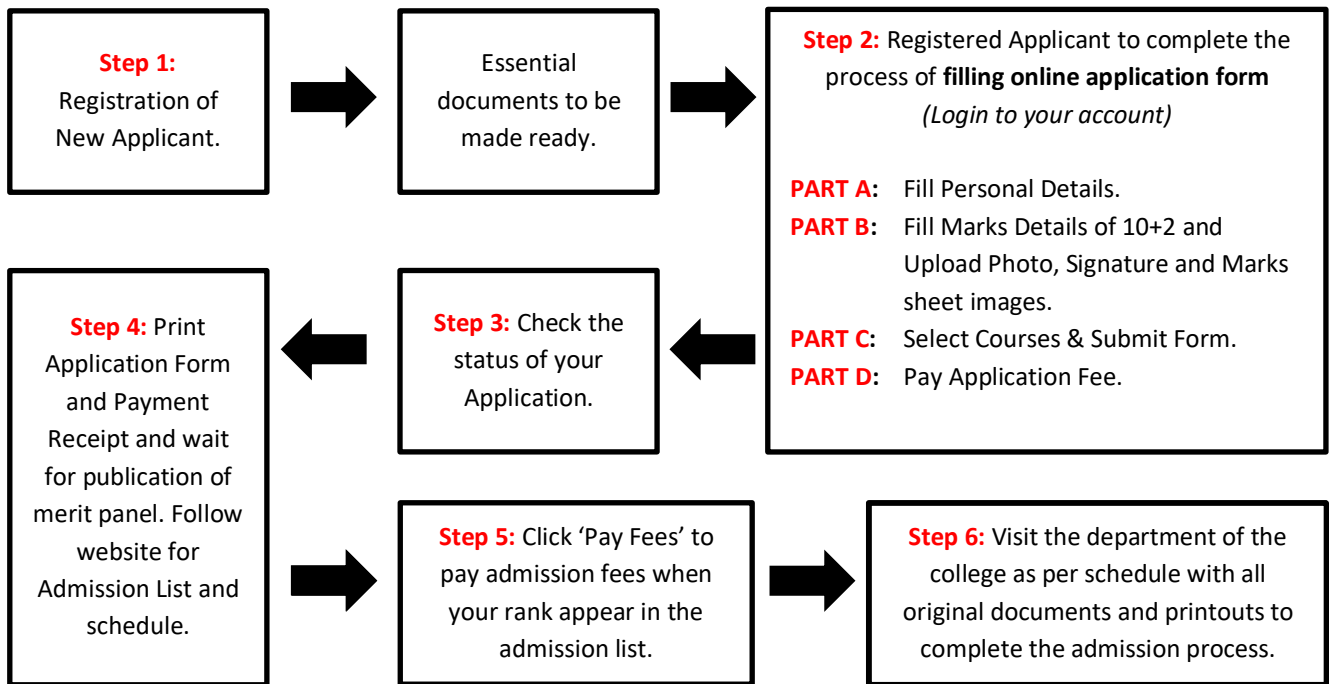 Step 1:
Registration of
New Applicant.
Essential
documents to be
made ready.
Step 2: Registered Applicant to complete the
process of filling online application form
(Login to your account)
PART A: Fill Personal Details.
PART B: Fill Marks Details of 10+2 and
Upload Photo, Signature and Marks
sheet images.
PART C: Select Courses & Submit Form.
PART D: Pay Application Fee.
Step 3: Check the
status of your
Application.
Step 4: Print
Application Form
and Payment
Receipt and wait
for publication of
merit panel. Follow
website for
Admission List and
schedule.
Step 5: Click ‘Pay Fees’ to
pay admission fees when
your rank appear in the
admission list.
Step 6: Visit the department of the
college as per schedule with all
original documents and printouts to
complete the admission process.